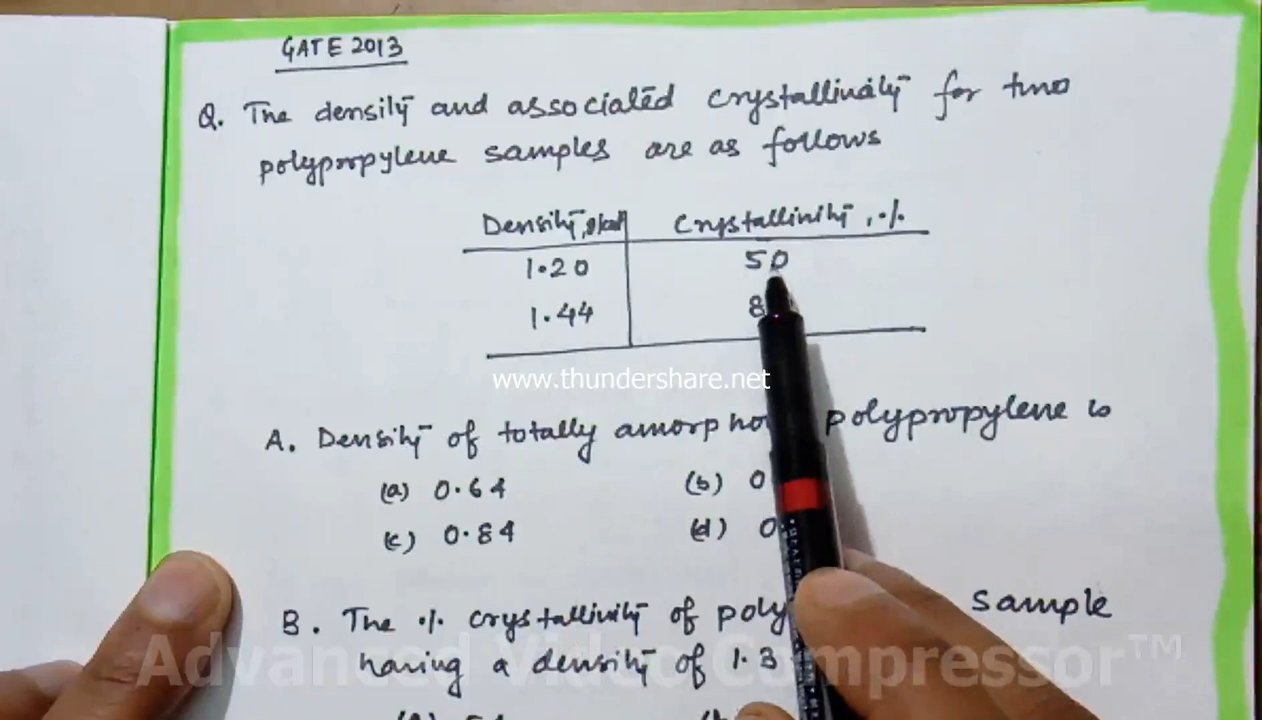 GATE 2013
Q. The density and associated crystallinity for two
polypropylene samples are as follows
Density, Crystallinity, %
1.20 50
1.44 8
A. Density of totally amorpho polypropylene is
(a) 0.64 (b) 0
(c) 0.84 (d) 0
B. The % crystallinity of poly sample
having a density of 1.3
www.thundershare.net
Advanced Video Compressor™